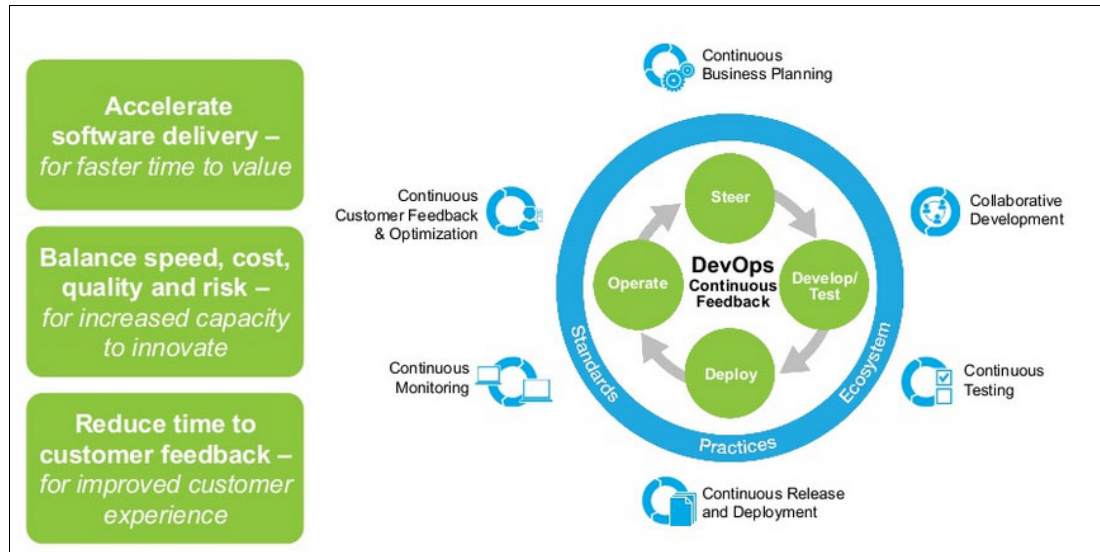 Accelerate
software delivery –
for faster time to value
Balance speed, cost,
quality and risk –
for increased capacity
to innovate
Reduce time to
customer feedback –
for improved customer
experience
Continuous
Business Planning
Continuous
Customer Feedback
& Optimization
Collaborative
Development
Continuous
Monitoring
Continuous
Testing
Continuous Release
and Deployment
Steer
Operate
DevOps
Continuous
Feedback
Develop/
Test
Deploy
Standards
Practices
Ecosystem